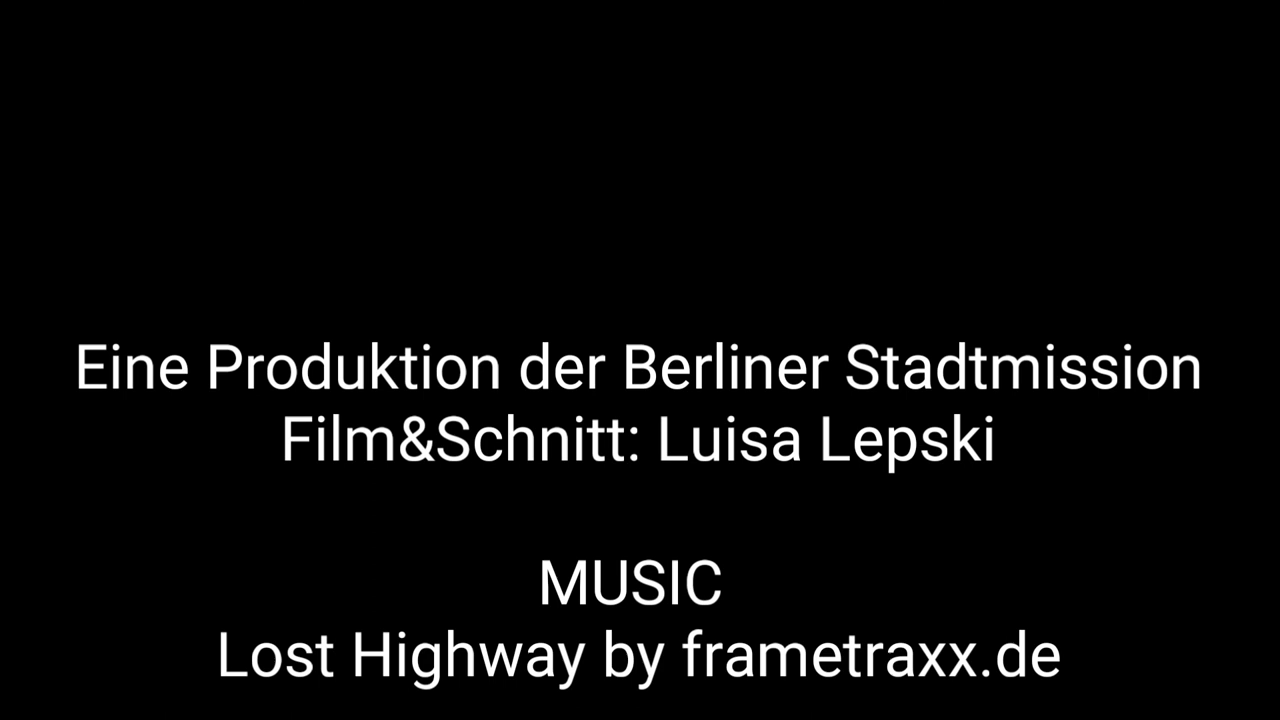 Eine Produktion der Berliner Stadtmission
Film&Schnitt: Luisa Lepski
MUSIC
Lost Highway by frametraxx.de